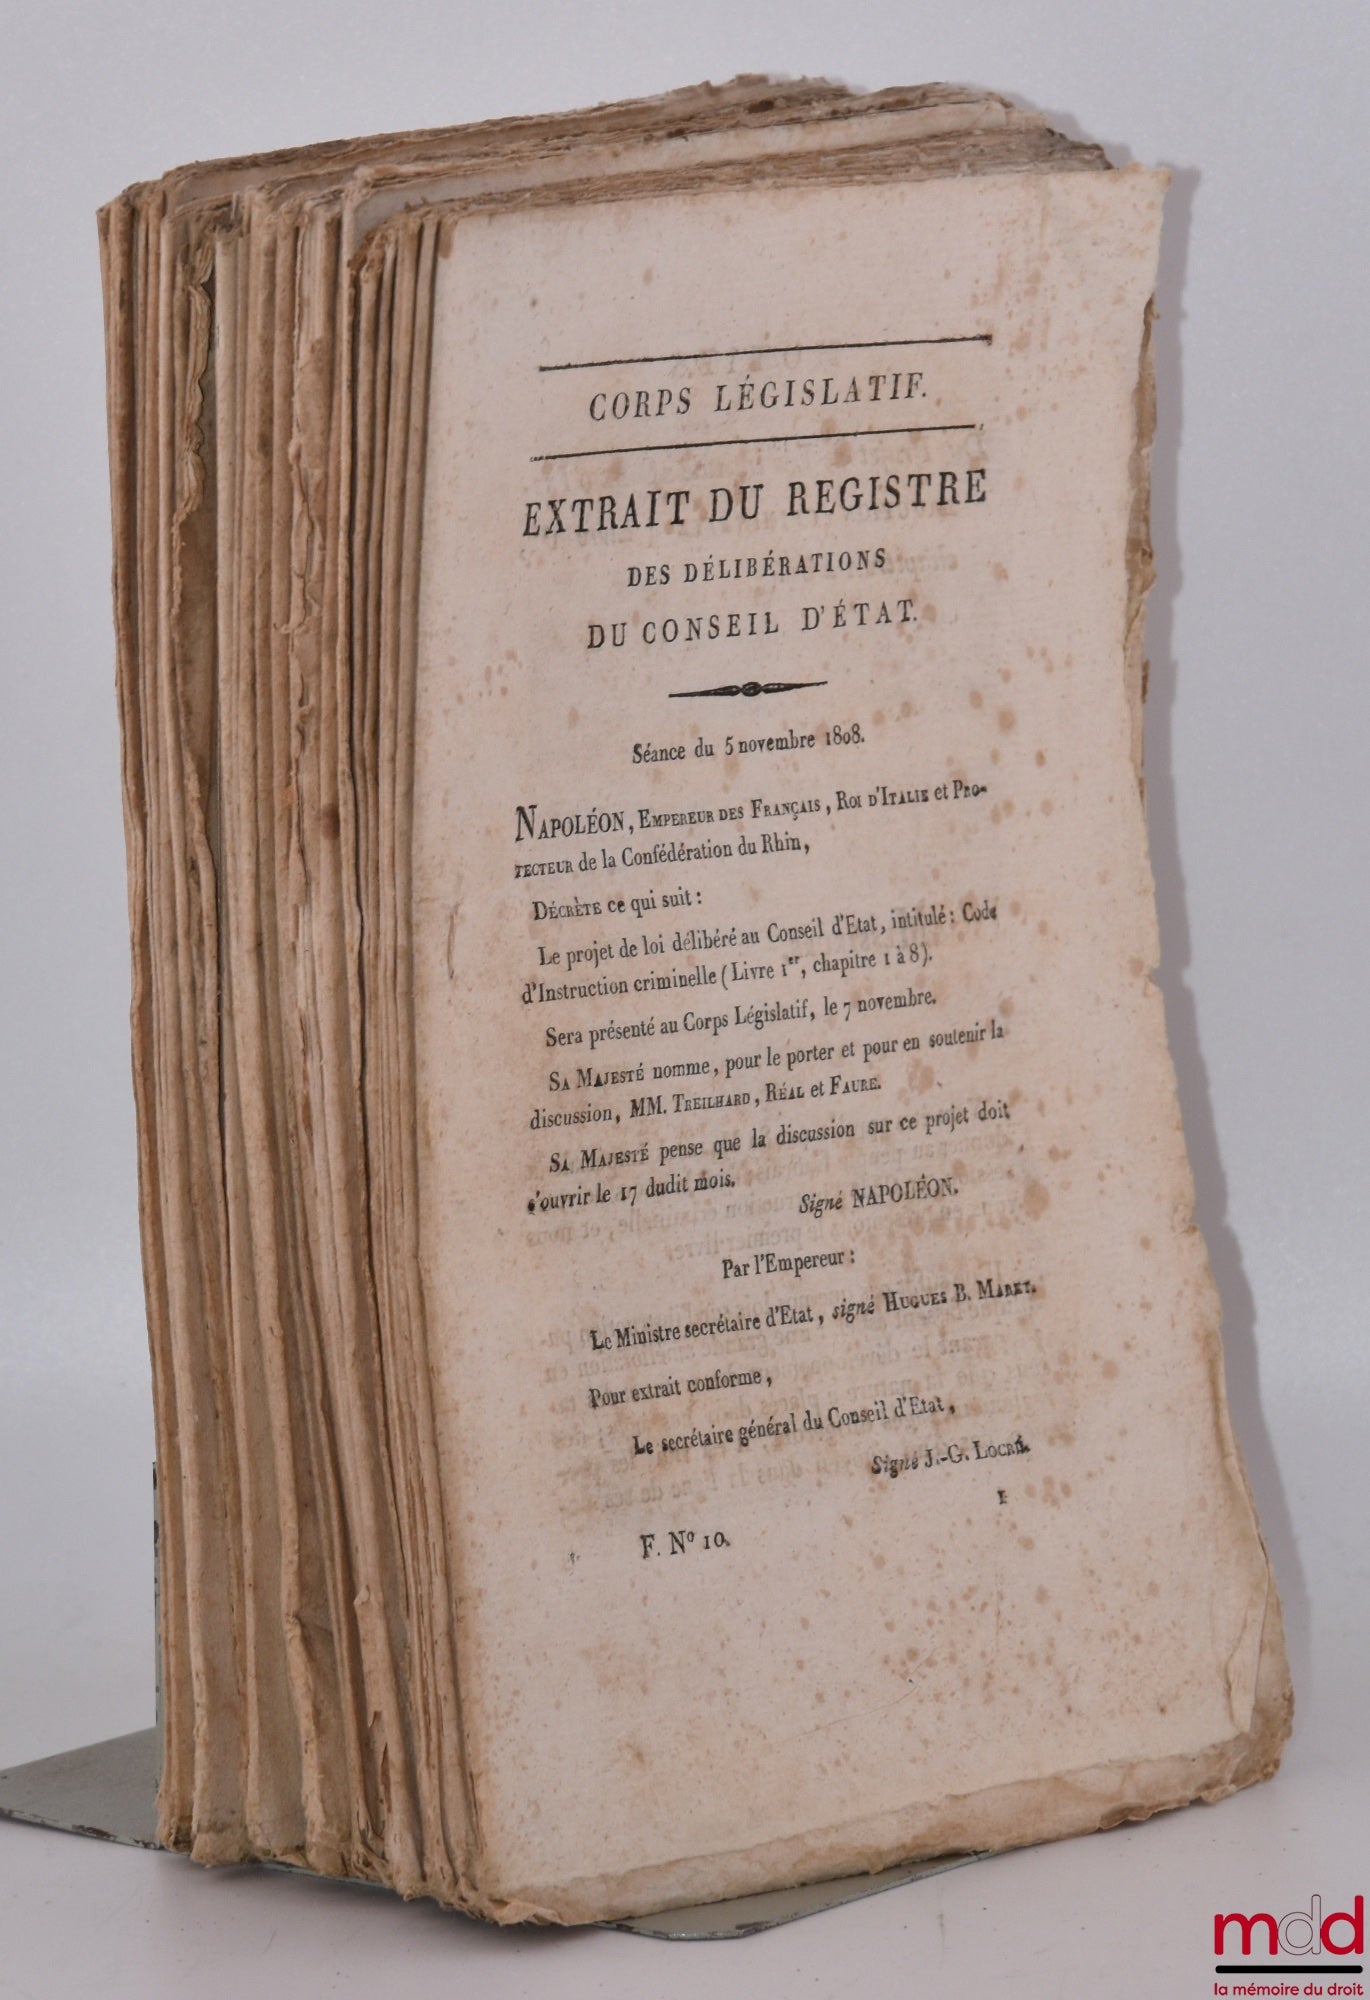 CORPS LÉGISLATIF.
EXTRAIT DU REGISTRE
DES DÉLIBÉRATIONS
DU CONSEIL D'ÉTAT.
Séance du 5 novembre 1808.
NAPOLÉON, EMPEREUR DES FRANÇAIS, ROI D'ITALIE et PRO-
TECTEUR de la Confédération du Rhin,
DÉCRÈTE ce qui suit :
Le projet de loi délibéré au Conseil d'Etat, intitulé : Code
d'Instruction criminelle (Livre 1er, chapitre 1 à 8).
Sera présenté au Corps Législatif, le 7 novembre.
SA MAJESTÉ nomme, pour le porter et pour en soutenir la
discussion, MM. TREILHARD, RÉAL et FAURE.
SA MAJESTÉ pense que la discussion sur ce projet doit
s'ouvrir le 17 dudit mois.
Signé NAPOLÉON.
Par l'Empereur :
Le Ministre secrétaire d'Etat, signé HUGUES B. MARET.
Pour extrait conforme,
Le secrétaire général du Conseil d'Etat,
Signé J.-G. LOCRÉ.
F. Nº 10.
mdd
la mémoire du droit